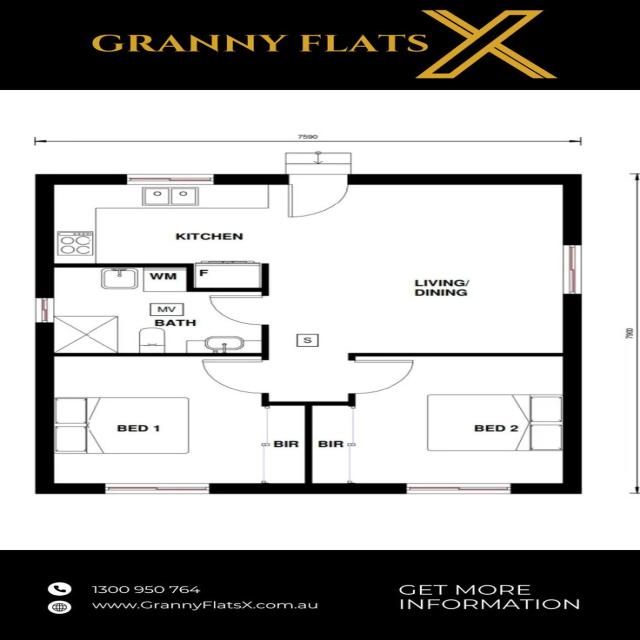 GRANNY FLATS X
7590
KITCHEN
WM
F
LIVING/
DINING
MV
BATH
S
7900
BED 1
BIR
BIR
BED 2
1300 950 764
www.GrannyFlatsX.com.au
GET MORE
INFORMATION